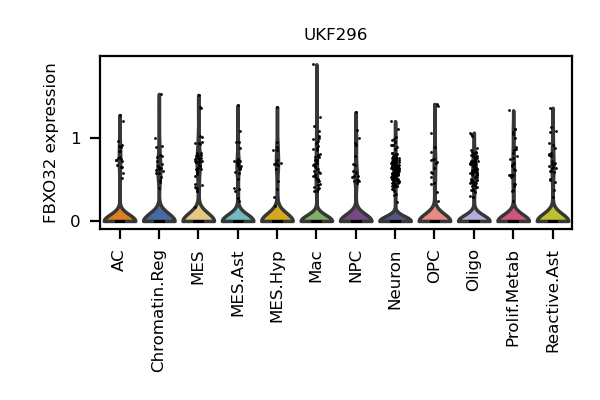 UKF296
FBXO32 expression
1
0
AC
Chromatin.Reg
MES
MES.Ast
MES.Hyp
Mac
NPC
Neuron
OPC
Oligo
Prolif.Metab
Reactive.Ast